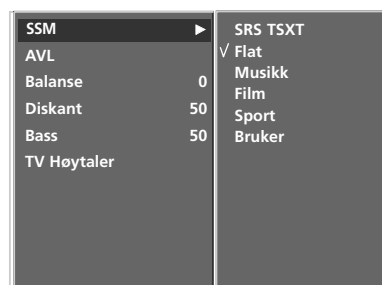 SSM ►
AVL
Balanse 0
Diskant 50
Bass 50
TV Høytaler
SRS TSXT
√ Flat
Musikk
Film
Sport
Bruker